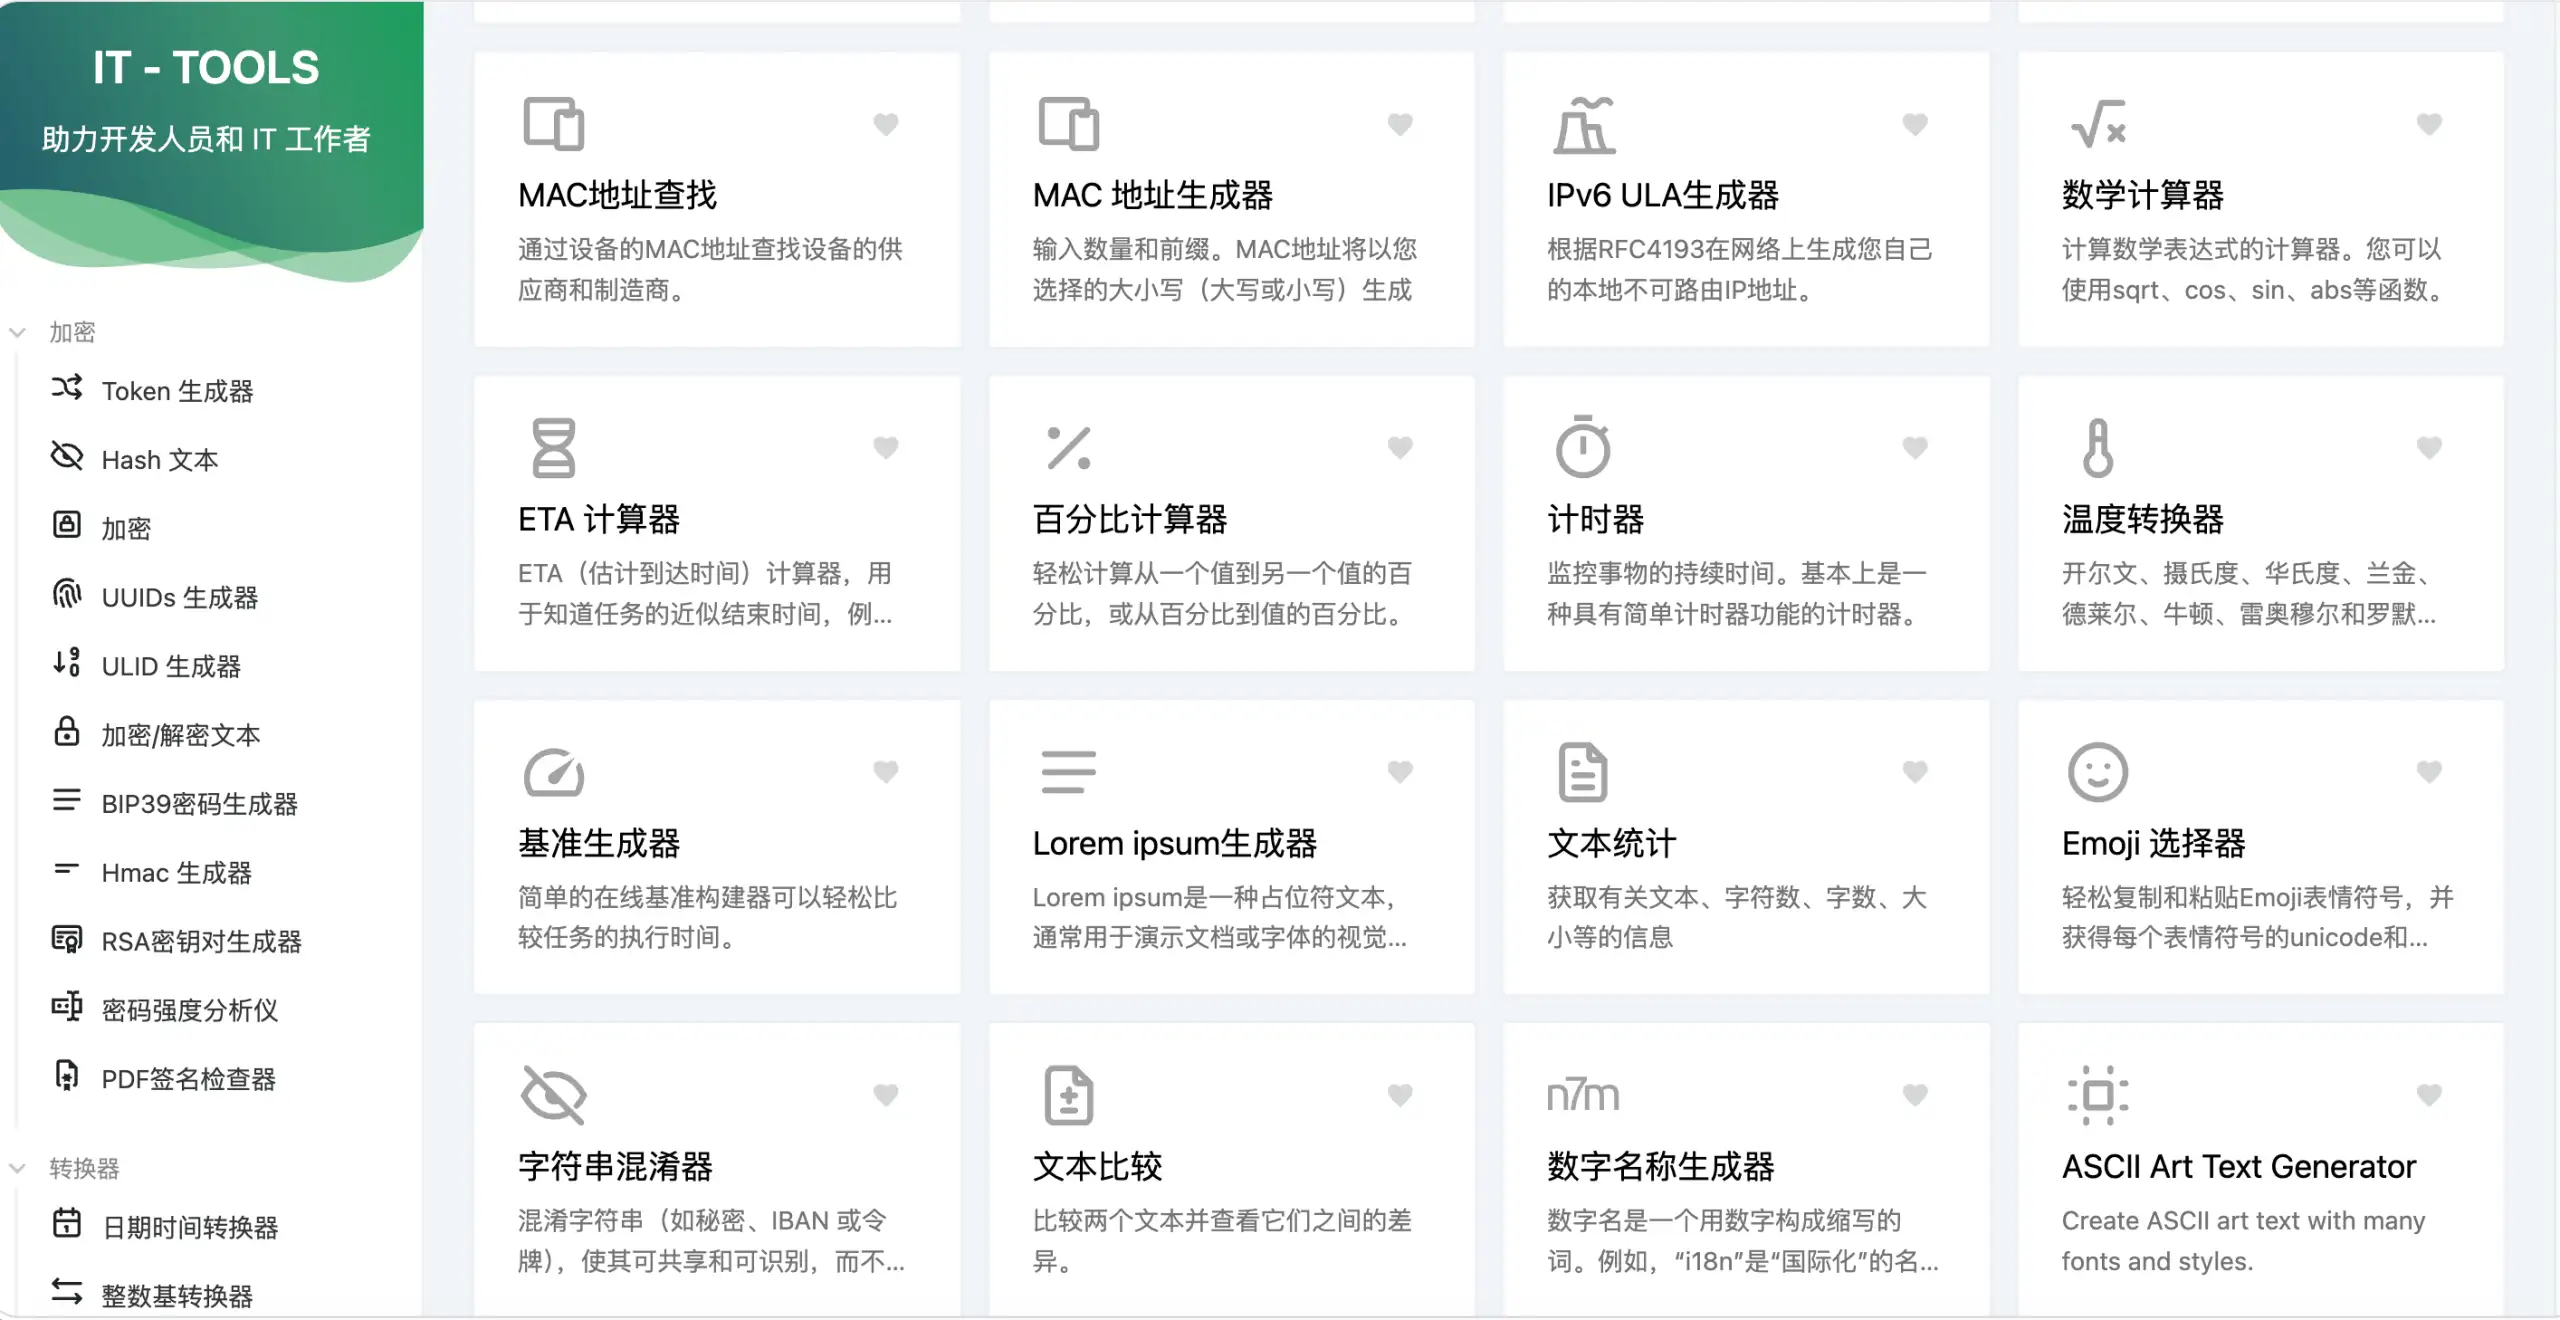 IT - TOOLS
助力开发人员和 IT 工作者
加密
Token 生成器
Hash 文本
加密
UUIDs 生成器
ULID 生成器
加密/解密文本
BIP39密码生成器
Hmac 生成器
RSA密钥对生成器
密码强度分析仪
PDF签名检查器
转换器
日期时间转换器
整数基转换器
MAC地址查找
通过设备的MAC地址查找设备的供
应商和制造商。
MAC 地址生成器
输入数量和前缀。MAC地址将以您
选择的大小写（大写或小写）生成
IPv6 ULA生成器
根据RFC4193在网络上生成您自己
的本地不可路由IP地址。
数学计算器
计算数学表达式的计算器。您可以
使用sqrt、cos、sin、abs等函数。
ETA 计算器
ETA（估计到达时间）计算器，用
于知道任务的近似结束时间，例...
百分比计算器
轻松计算从一个值到另一个值的百
分比，或从百分比到值的百分比。
计时器
监控事物的持续时间。基本上是一
种具有简单计时器功能的计时器。
温度转换器
开尔文、摄氏度、华氏度、兰金、
德莱尔、牛顿、雷奥穆尔和罗默...
基准生成器
简单的在线基准构建器可以轻松比
较任务的执行时间。
Lorem ipsum生成器
Lorem ipsum是一种占位符文本，
通常用于演示文档或字体的视觉...
文本统计
获取有关文本、字符数、字数、大
小等的信息
Emoji 选择器
轻松复制和粘贴Emoji表情符号，并
获得每个表情符号的unicode和...
字符串混淆器
混淆字符串（如秘密、IBAN 或令
牌），使其可共享和可识别，而不...
文本比较
比较两个文本并查看它们之间的差
异。
n7m
数字名称生成器
数字名是一个用数字构成缩写的
词。例如，“i18n”是“国际化”的名...
ASCII Art Text Generator
Create ASCII art text with many
fonts and styles.